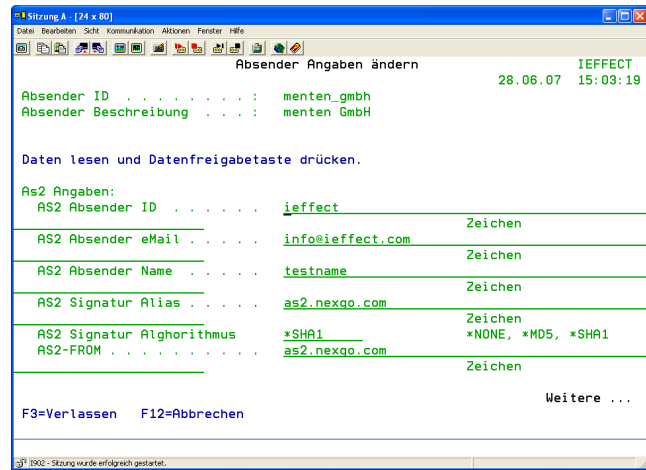 Sitzung A - [24 x 80]
Datei Bearbeiten Sicht Kommunikation Aktionen Fenster Hilfe
Absender Angaben ändern IEFFECT
28.06.07 15:03:19
Absender ID . . . . . . . . : menten_gmbh
Absender Beschreibung . . . : menten GmbH
Daten lesen und Datenfreigabetaste drücken.
As2 Angaben:
AS2 Absender ID . . . . . . ieffect
Zeichen
AS2 Absender eMail . . . . . info@ieffect.com
Zeichen
AS2 Absender Name . . . . . testname
Zeichen
AS2 Signatur Alias . . . . . as2.nexgo.com
Zeichen
AS2 Signatur Alghorithmus *SHA1 *NONE, *MD5, *SHA1
AS2-FROM . . . . . . . . . . as2.nexgo.com
Zeichen
Weitere ...
F3=Verlassen F12=Abbrechen
I902 - Sitzung wurde erfolgreich gestartet.